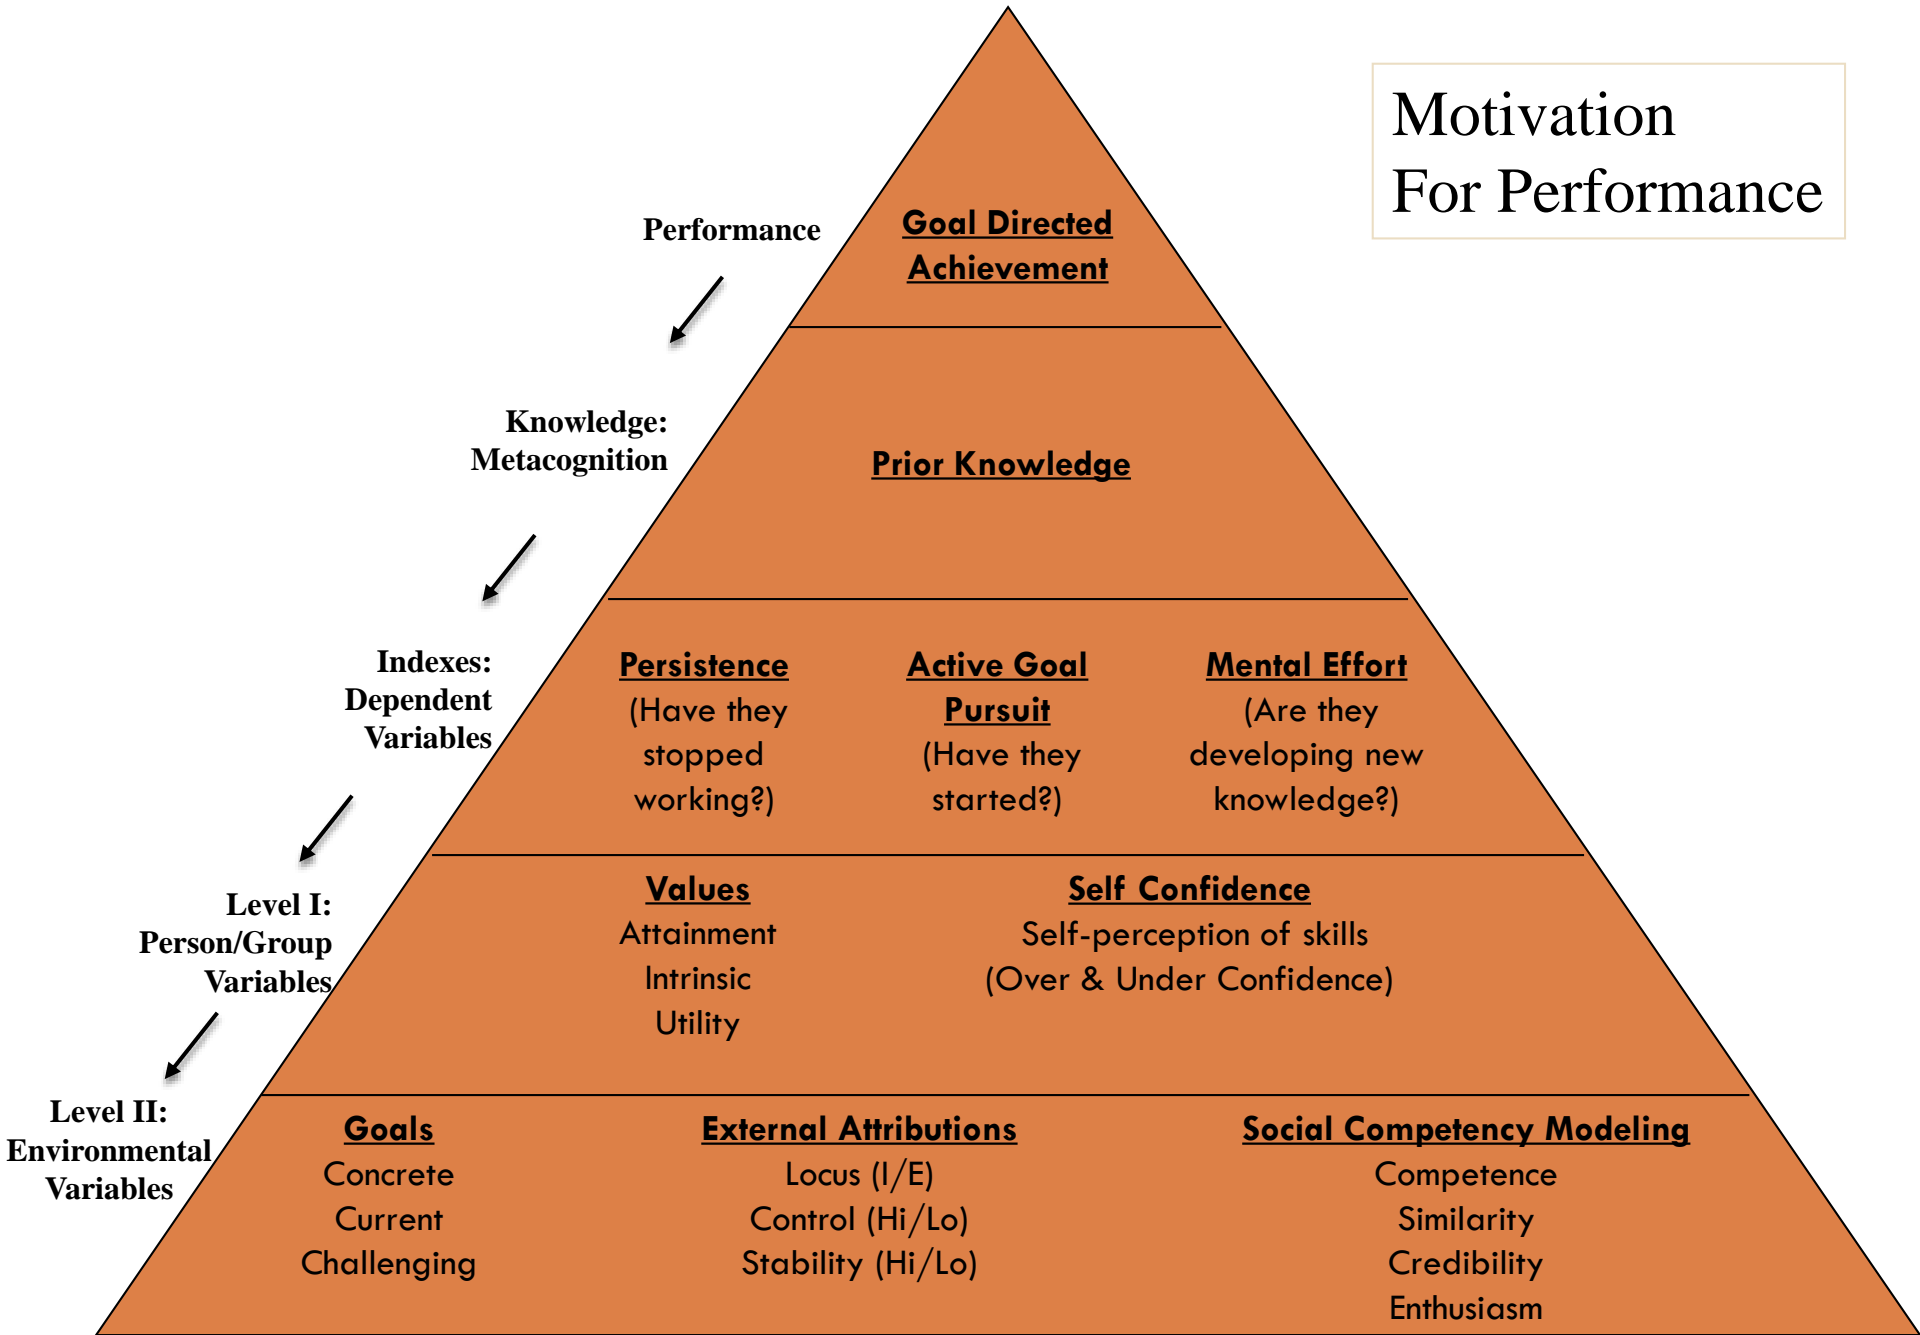 Motivation
For Performance
Performance
Goal Directed
Achievement
Knowledge:
Metacognition
Prior Knowledge
Indexes:
Dependent
Variables
Persistence
(Have they
stopped
working?)
Active Goal
Pursuit
(Have they
started?)
Mental Effort
(Are they
developing new
knowledge?)
Level I:
Person/Group
Variables
Values
Attainment
Intrinsic
Utility
Self Confidence
Self-perception of skills
(Over & Under Confidence)
Level II:
Environmental
Variables
Goals
Concrete
Current
Challenging
External Attributions
Locus (I/E)
Control (Hi/Lo)
Stability (Hi/Lo)
Social Competency Modeling
Competence
Similarity
Credibility
Enthusiasm